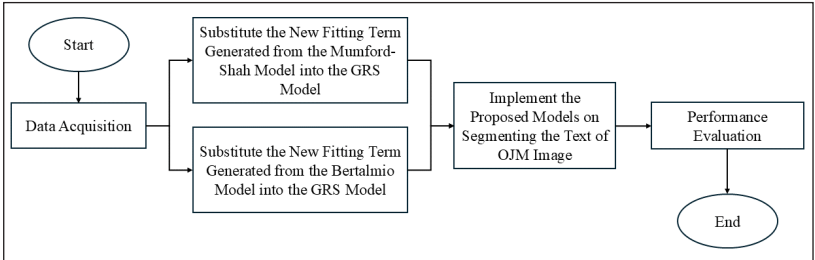 Start
Data Acquisition
Substitute the New Fitting Term
Generated from the Mumford-
Shah Model into the GRS
Model
Substitute the New Fitting Term
Generated from the Bertalmio
Model into the GRS Model
Implement the
Proposed Models on
Segmenting the Text of
OJM Image
Performance
Evaluation
End